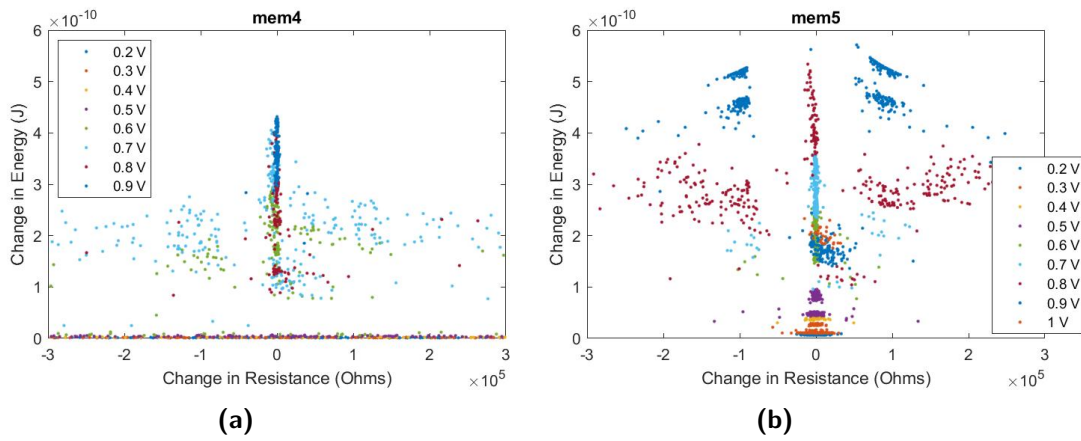 mem4
×10⁻¹⁰
6
5
4
3
2
1
0
Change in Energy (J)
0.2 V
0.3 V
0.4 V
0.5 V
0.6 V
0.7 V
0.8 V
0.9 V
-3 -2 -1 0 1 2 3
Change in Resistance (Ohms)
×10⁵
(a)
mem5
×10⁻¹⁰
6
5
4
3
2
1
0
Change in Energy (J)
0.2 V
0.3 V
0.4 V
0.5 V
0.6 V
0.7 V
0.8 V
0.9 V
1 V
-3 -2 -1 0 1 2 3
Change in Resistance (Ohms)
×10⁵
(b)